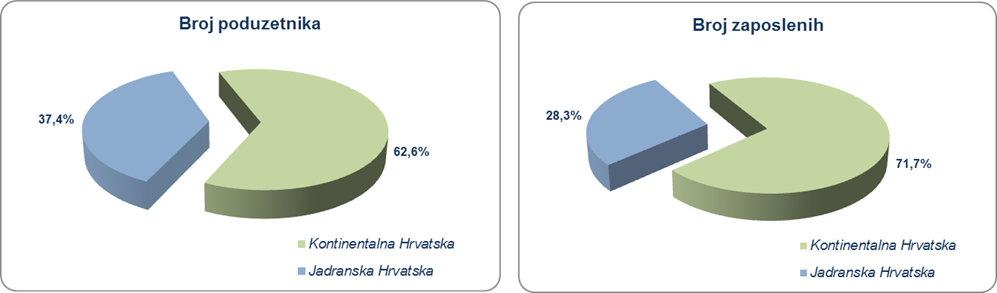 Broj poduzetnika
37,4%
62,6%
Kontinentalna Hrvatska
Jadranska Hrvatska
Broj zaposlenih
28,3%
71,7%
Kontinentalna Hrvatska
Jadranska Hrvatska